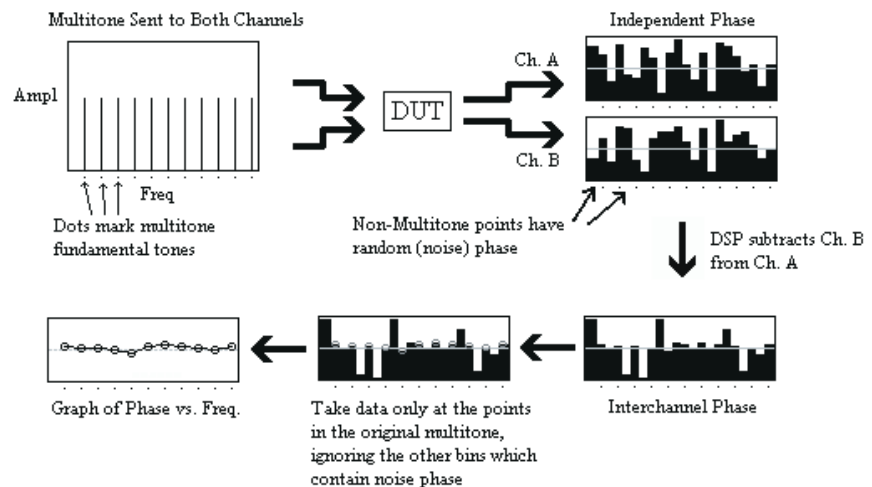 Multitone Sent to Both Channels
Independent Phase
Ampl
Ch. A
DUT
Ch. B
Freq
Dots mark multitone
fundamental tones
Non-Multitone points have
random (noise) phase
DSP subtracts Ch. B
from Ch. A
Graph of Phase vs. Freq.
Take data only at the points
in the original multitone,
ignoring the other bins which
contain noise phase
Interchannel Phase